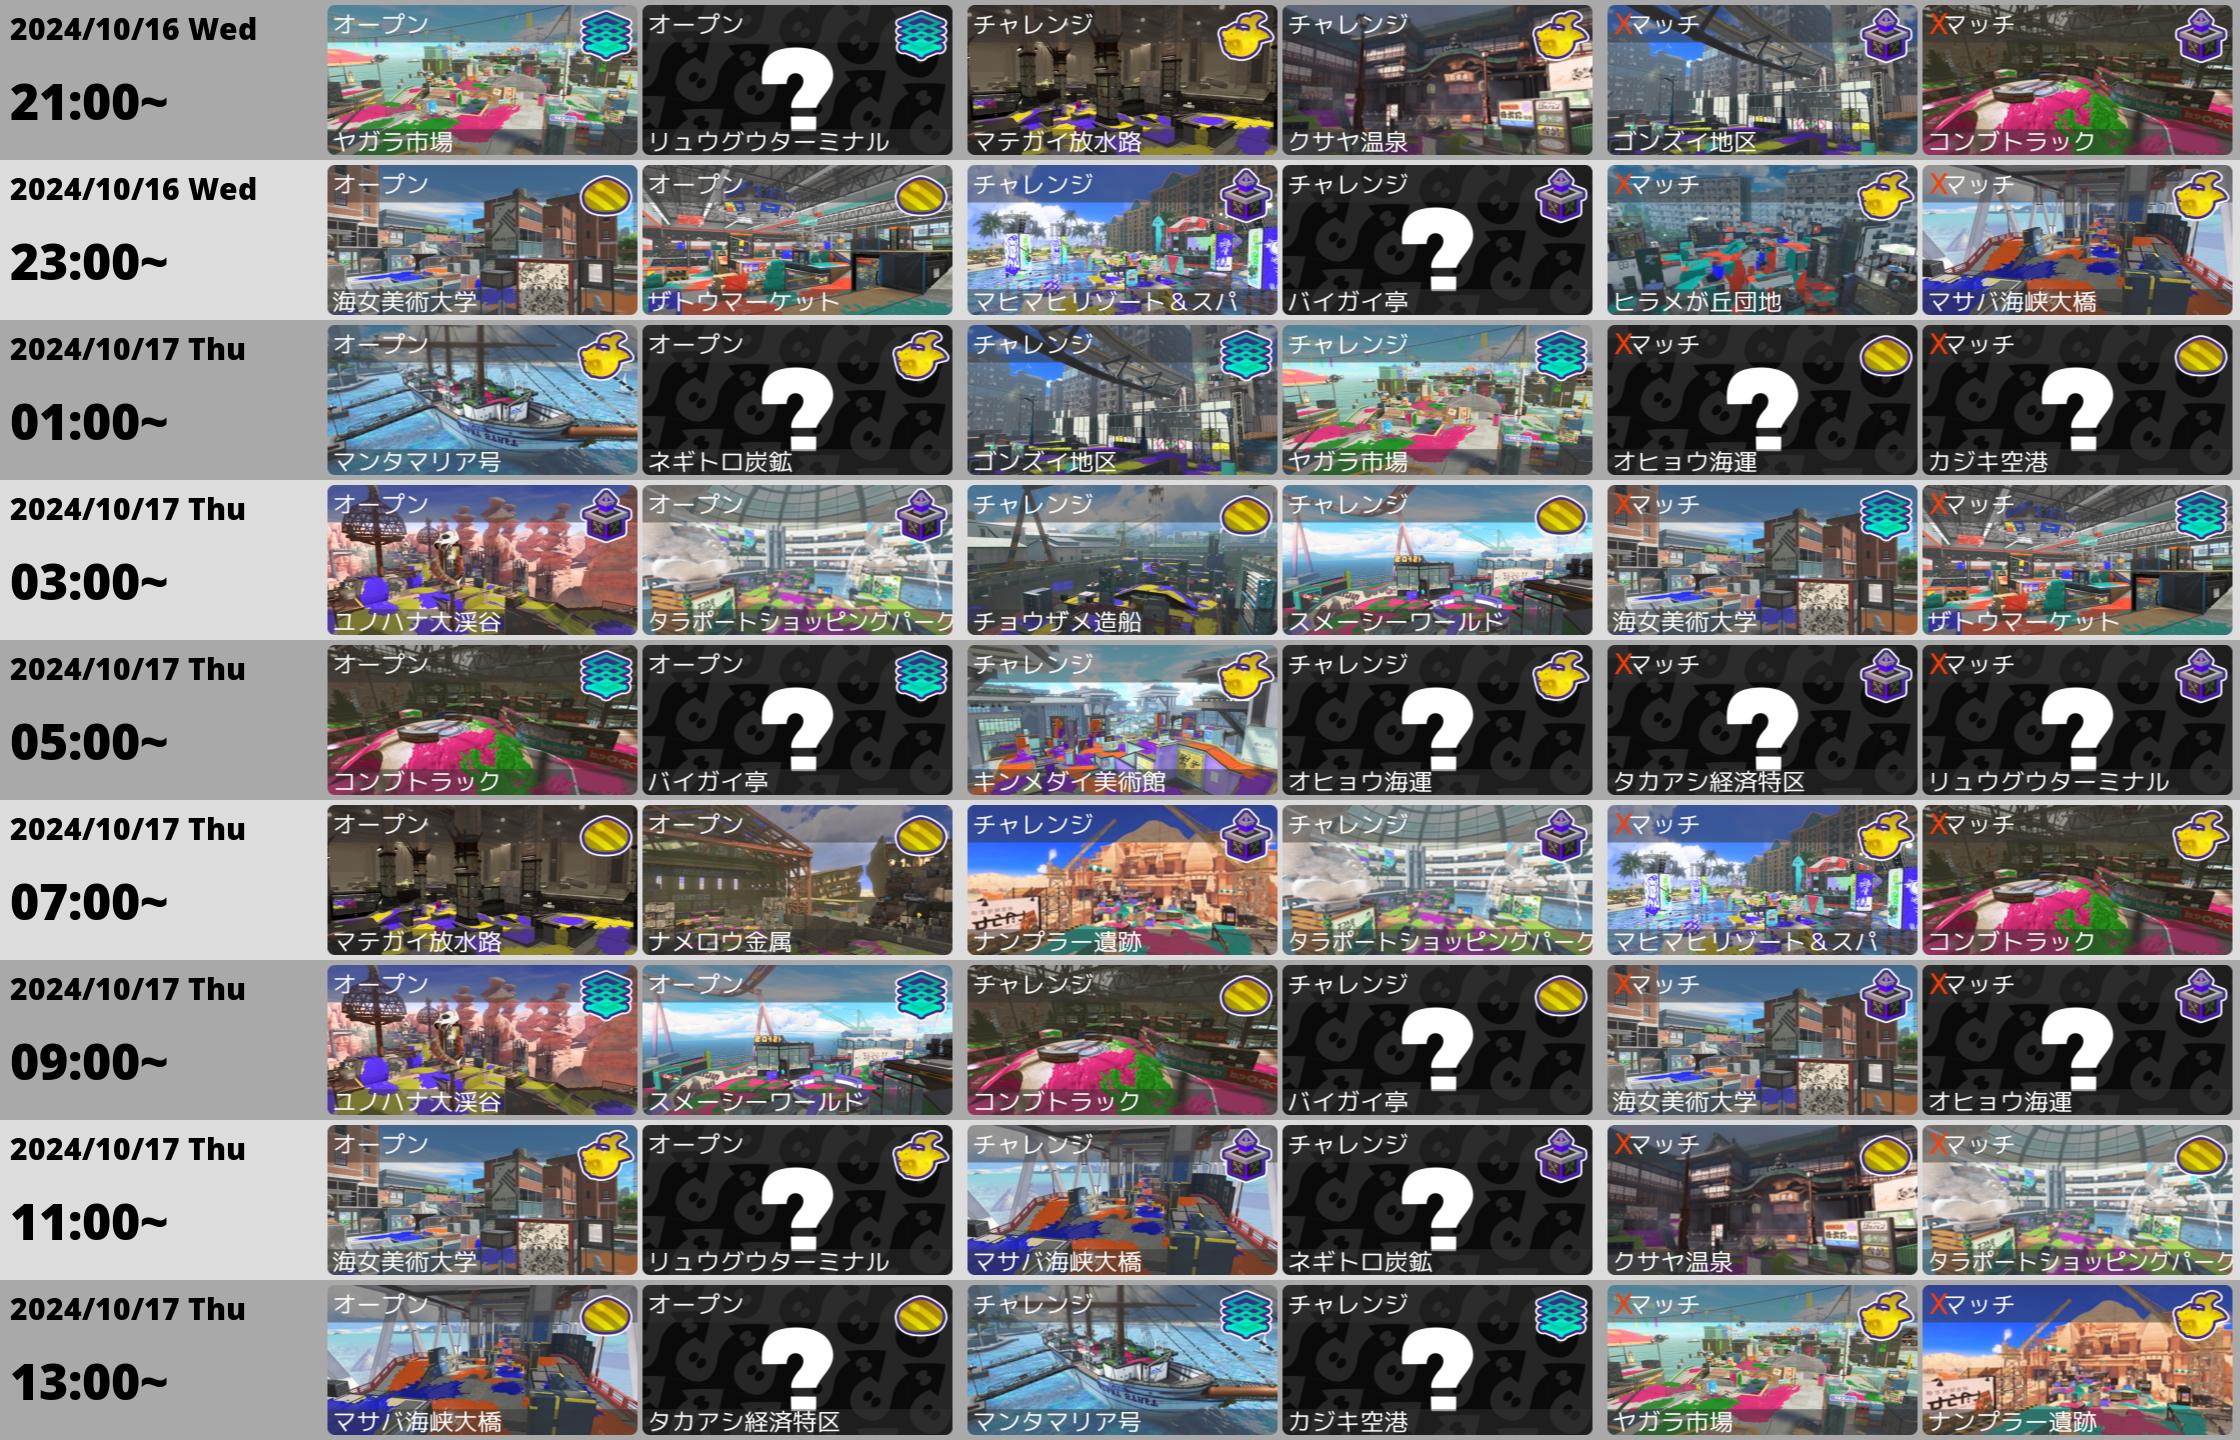 2024/10/16 Wed
21:00~
オープン
ヤガラ市場
オープン
リュウグウターミナル
チャレンジ
マテガイ放水路
チャレンジ
クサヤ温泉
Xマッチ
ゴンズイ地区
Xマッチ
コンブトラック
2024/10/16 Wed
23:00~
オープン
海女美術大学
オープン
ザトウマーケット
チャレンジ
マヒマヒリゾート＆スパ
チャレンジ
バイガイ亭
Xマッチ
ヒラメが丘団地
Xマッチ
マサバ海峡大橋
2024/10/17 Thu
01:00~
オープン
マンタマリア号
オープン
ネギトロ炭鉱
チャレンジ
ゴンズイ地区
チャレンジ
ヤガラ市場
Xマッチ
オヒョウ海運
Xマッチ
カジキ空港
2024/10/17 Thu
03:00~
オープン
ユノハナ大渓谷
オープン
タラポートショッピングパーク
チャレンジ
チョウザメ造船
チャレンジ
スメーシーワールド
Xマッチ
海女美術大学
Xマッチ
ザトウマーケット
2024/10/17 Thu
05:00~
オープン
コンブトラック
オープン
バイガイ亭
チャレンジ
キンメダイ美術館
チャレンジ
オヒョウ海運
Xマッチ
タカアシ経済特区
Xマッチ
リュウグウターミナル
2024/10/17 Thu
07:00~
オープン
マテガイ放水路
オープン
ナメロウ金属
チャレンジ
ナンプラー遺跡
チャレンジ
タラポートショッピングパーク
Xマッチ
マヒマヒリゾート＆スパ
Xマッチ
コンブトラック
2024/10/17 Thu
09:00~
オープン
ユノハナ大渓谷
オープン
スメーシーワールド
チャレンジ
コンブトラック
チャレンジ
バイガイ亭
Xマッチ
海女美術大学
Xマッチ
オヒョウ海運
2024/10/17 Thu
11:00~
オープン
海女美術大学
オープン
リュウグウターミナル
チャレンジ
マサバ海峡大橋
チャレンジ
ネギトロ炭鉱
Xマッチ
クサヤ温泉
Xマッチ
タラポートショッピングパーク
2024/10/17 Thu
13:00~
オープン
マサバ海峡大橋
オープン
タカアシ経済特区
チャレンジ
マンタマリア号
チャレンジ
カジキ空港
Xマッチ
ヤガラ市場
Xマッチ
ナンプラー遺跡